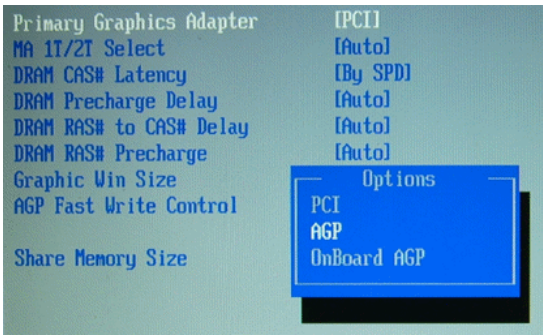 Primary Graphics Adapter [PCI]
MA 1T/2T Select [Auto]
DRAM CAS# Latency [By SPD]
DRAM Precharge Delay [Auto]
DRAM RAS# to CAS# Delay [Auto]
DRAM RAS# Precharge [Auto]
Graphic Win Size
AGP Fast Write Control
Share Memory Size
Options
PCI
AGP
OnBoard AGP